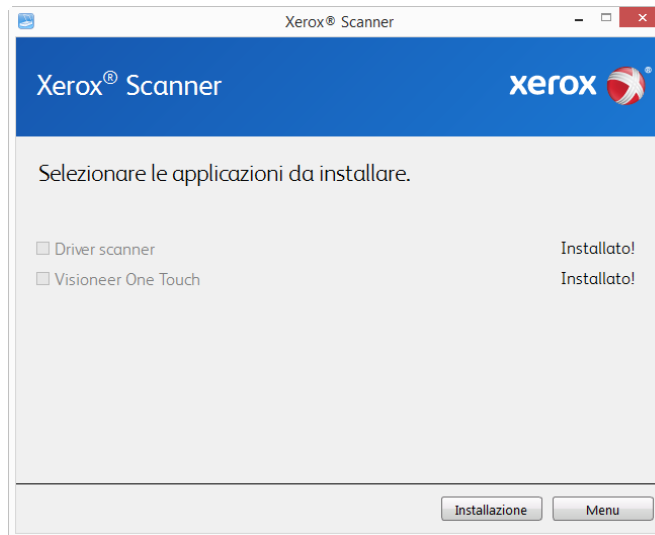 Xerox® Scanner
Xerox® Scanner
xerox®
Selezionare le applicazioni da installare.
Driver scanner Installato!
Visioneer One Touch Installato!
Installazione Menu